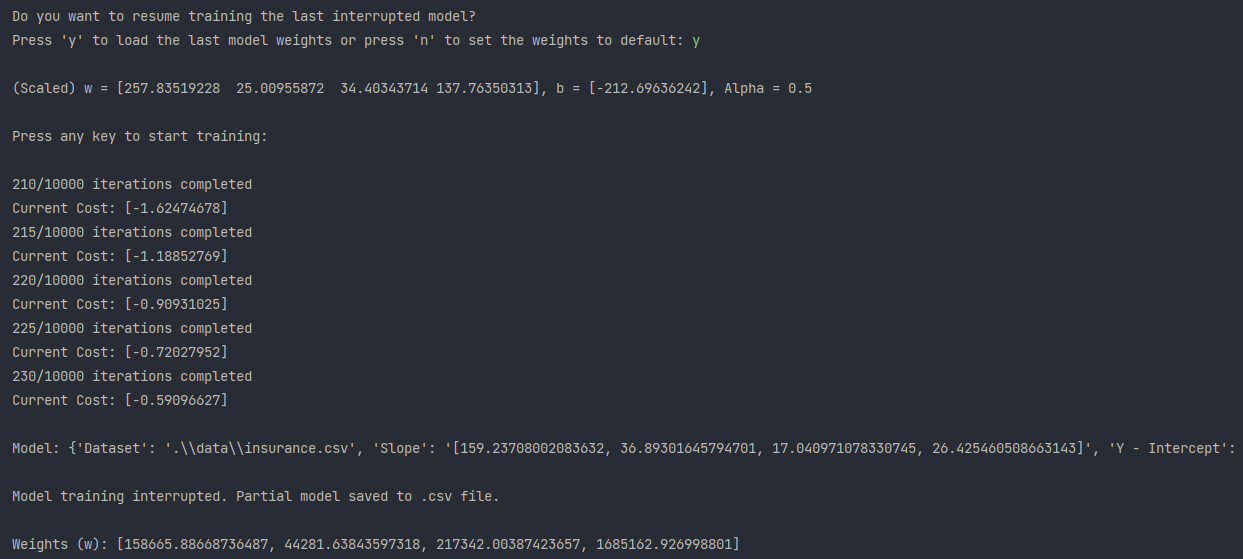 Do you want to resume training the last interrupted model?
Press 'y' to load the last model weights or press 'n' to set the weights to default: y
(Scaled) w = [257.83519228  25.00955872  34.40343714 137.76350313], b = [-212.69636242], Alpha = 0.5
Press any key to start training:
210/10000 iterations completed
Current Cost: [-1.62474678]
215/10000 iterations completed
Current Cost: [-1.18852769]
220/10000 iterations completed
Current Cost: [-0.90931025]
225/10000 iterations completed
Current Cost: [-0.72027952]
230/10000 iterations completed
Current Cost: [-0.59096627]
Model: {'Dataset': '.\\data\\insurance.csv', 'Slope': '[159.23708002083632, 36.89301645794701, 17.040971078330745, 26.425460508663143]', 'Y - Intercept':
Model training interrupted. Partial model saved to .csv file.
Weights (w): [158665.88668736487, 44281.63843597318, 217342.00387423657, 1685162.926998801]